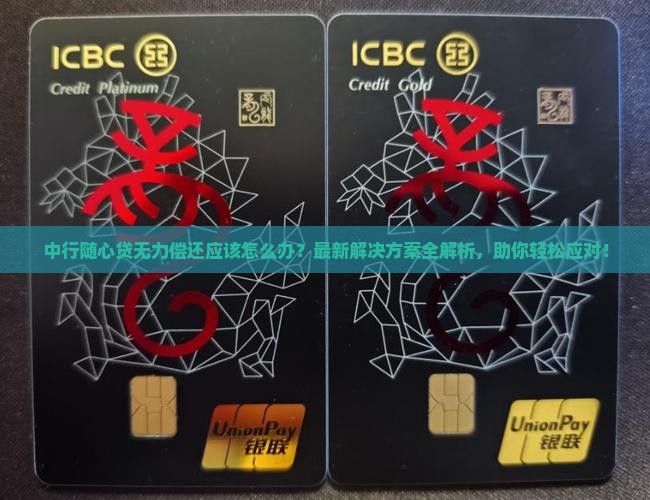 ICBC
Credit Platinum
ICBC
Credit Gold
中行随心贷无力偿还应该怎么办？最新解决方案全解析，助你轻松应对！
UnionPay
银联
UnionPay
银联